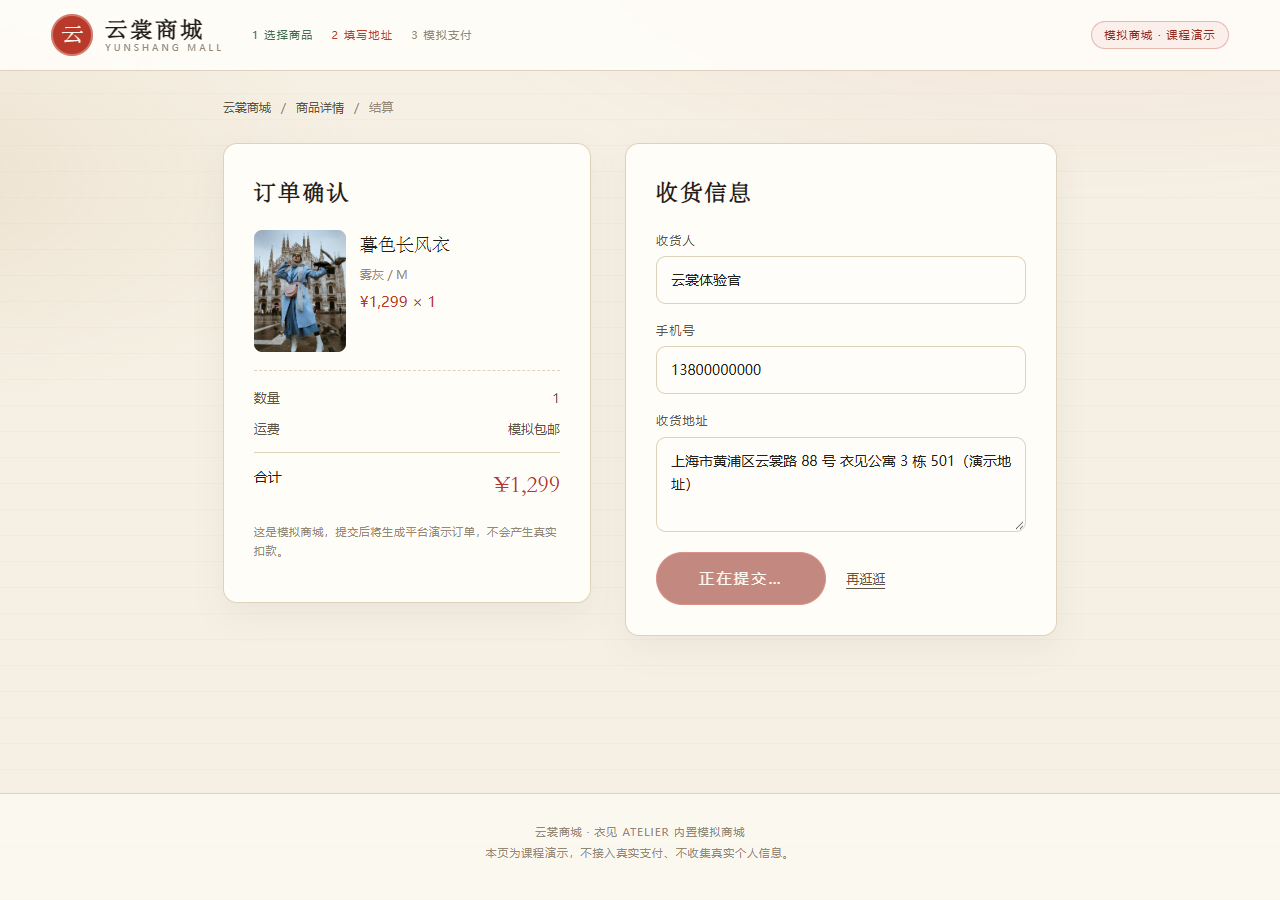 云
云裳商城
YUNSHANG MALL
1 选择商品 2 填写地址 3 模拟支付
模拟商城 · 课程演示
云裳商城 / 商品详情 / 结算
订单确认
暮色长风衣
雾灰 / M
¥1,299 × 1
数量 1
运费 模拟包邮
合计 ¥1,299
这是模拟商城，提交后将生成平台演示订单，不会产生真实
扣款。
收货信息
收货人
云裳体验官
手机号
13800000000
收货地址
上海市黄浦区云裳路 88 号 衣见公寓 3 栋 501（演示地
址）
正在提交... 再逛逛
云裳商城 · 衣见 ATELIER 内置模拟商城
本页为课程演示，不接入真实支付、不收集真实个人信息。